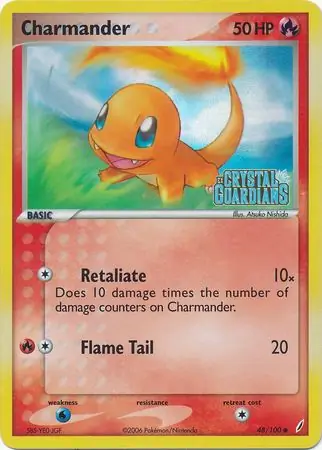 Charmander 50 HP
EX CRYSTAL
GUARDIANS
Illus. Atsuko Nishida
BASIC
Retaliate 10x
Does 10 damage times the number of
damage counters on Charmander.
Flame Tail 20
weakness resistance retreat cost
©2006 Pokémon/Nintendo 48/100